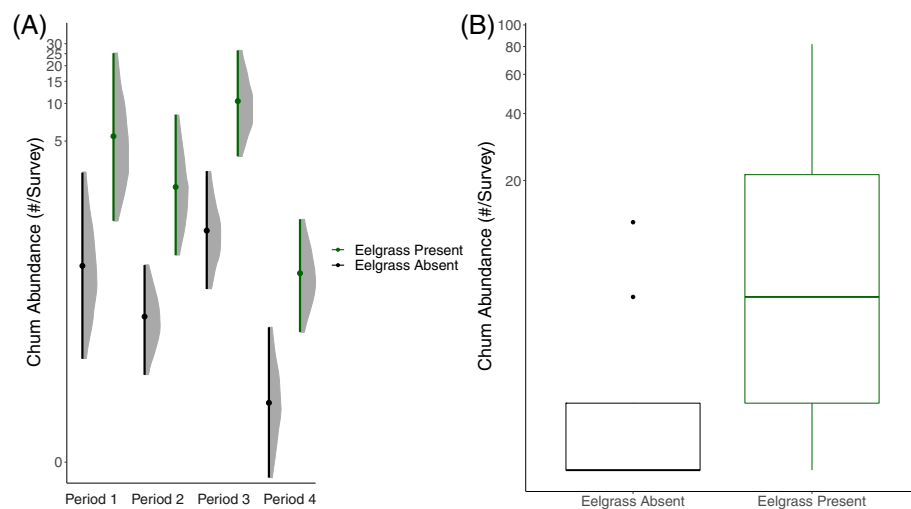 (A)
Chum Abundance (#/Survey)
30
25
20
15
10
5
0
Period 1 Period 2 Period 3 Period 4
Eelgrass Present
Eelgrass Absent
(B)
Chum Abundance (#/Survey)
100
80
60
40
20
Eelgrass Absent Eelgrass Present